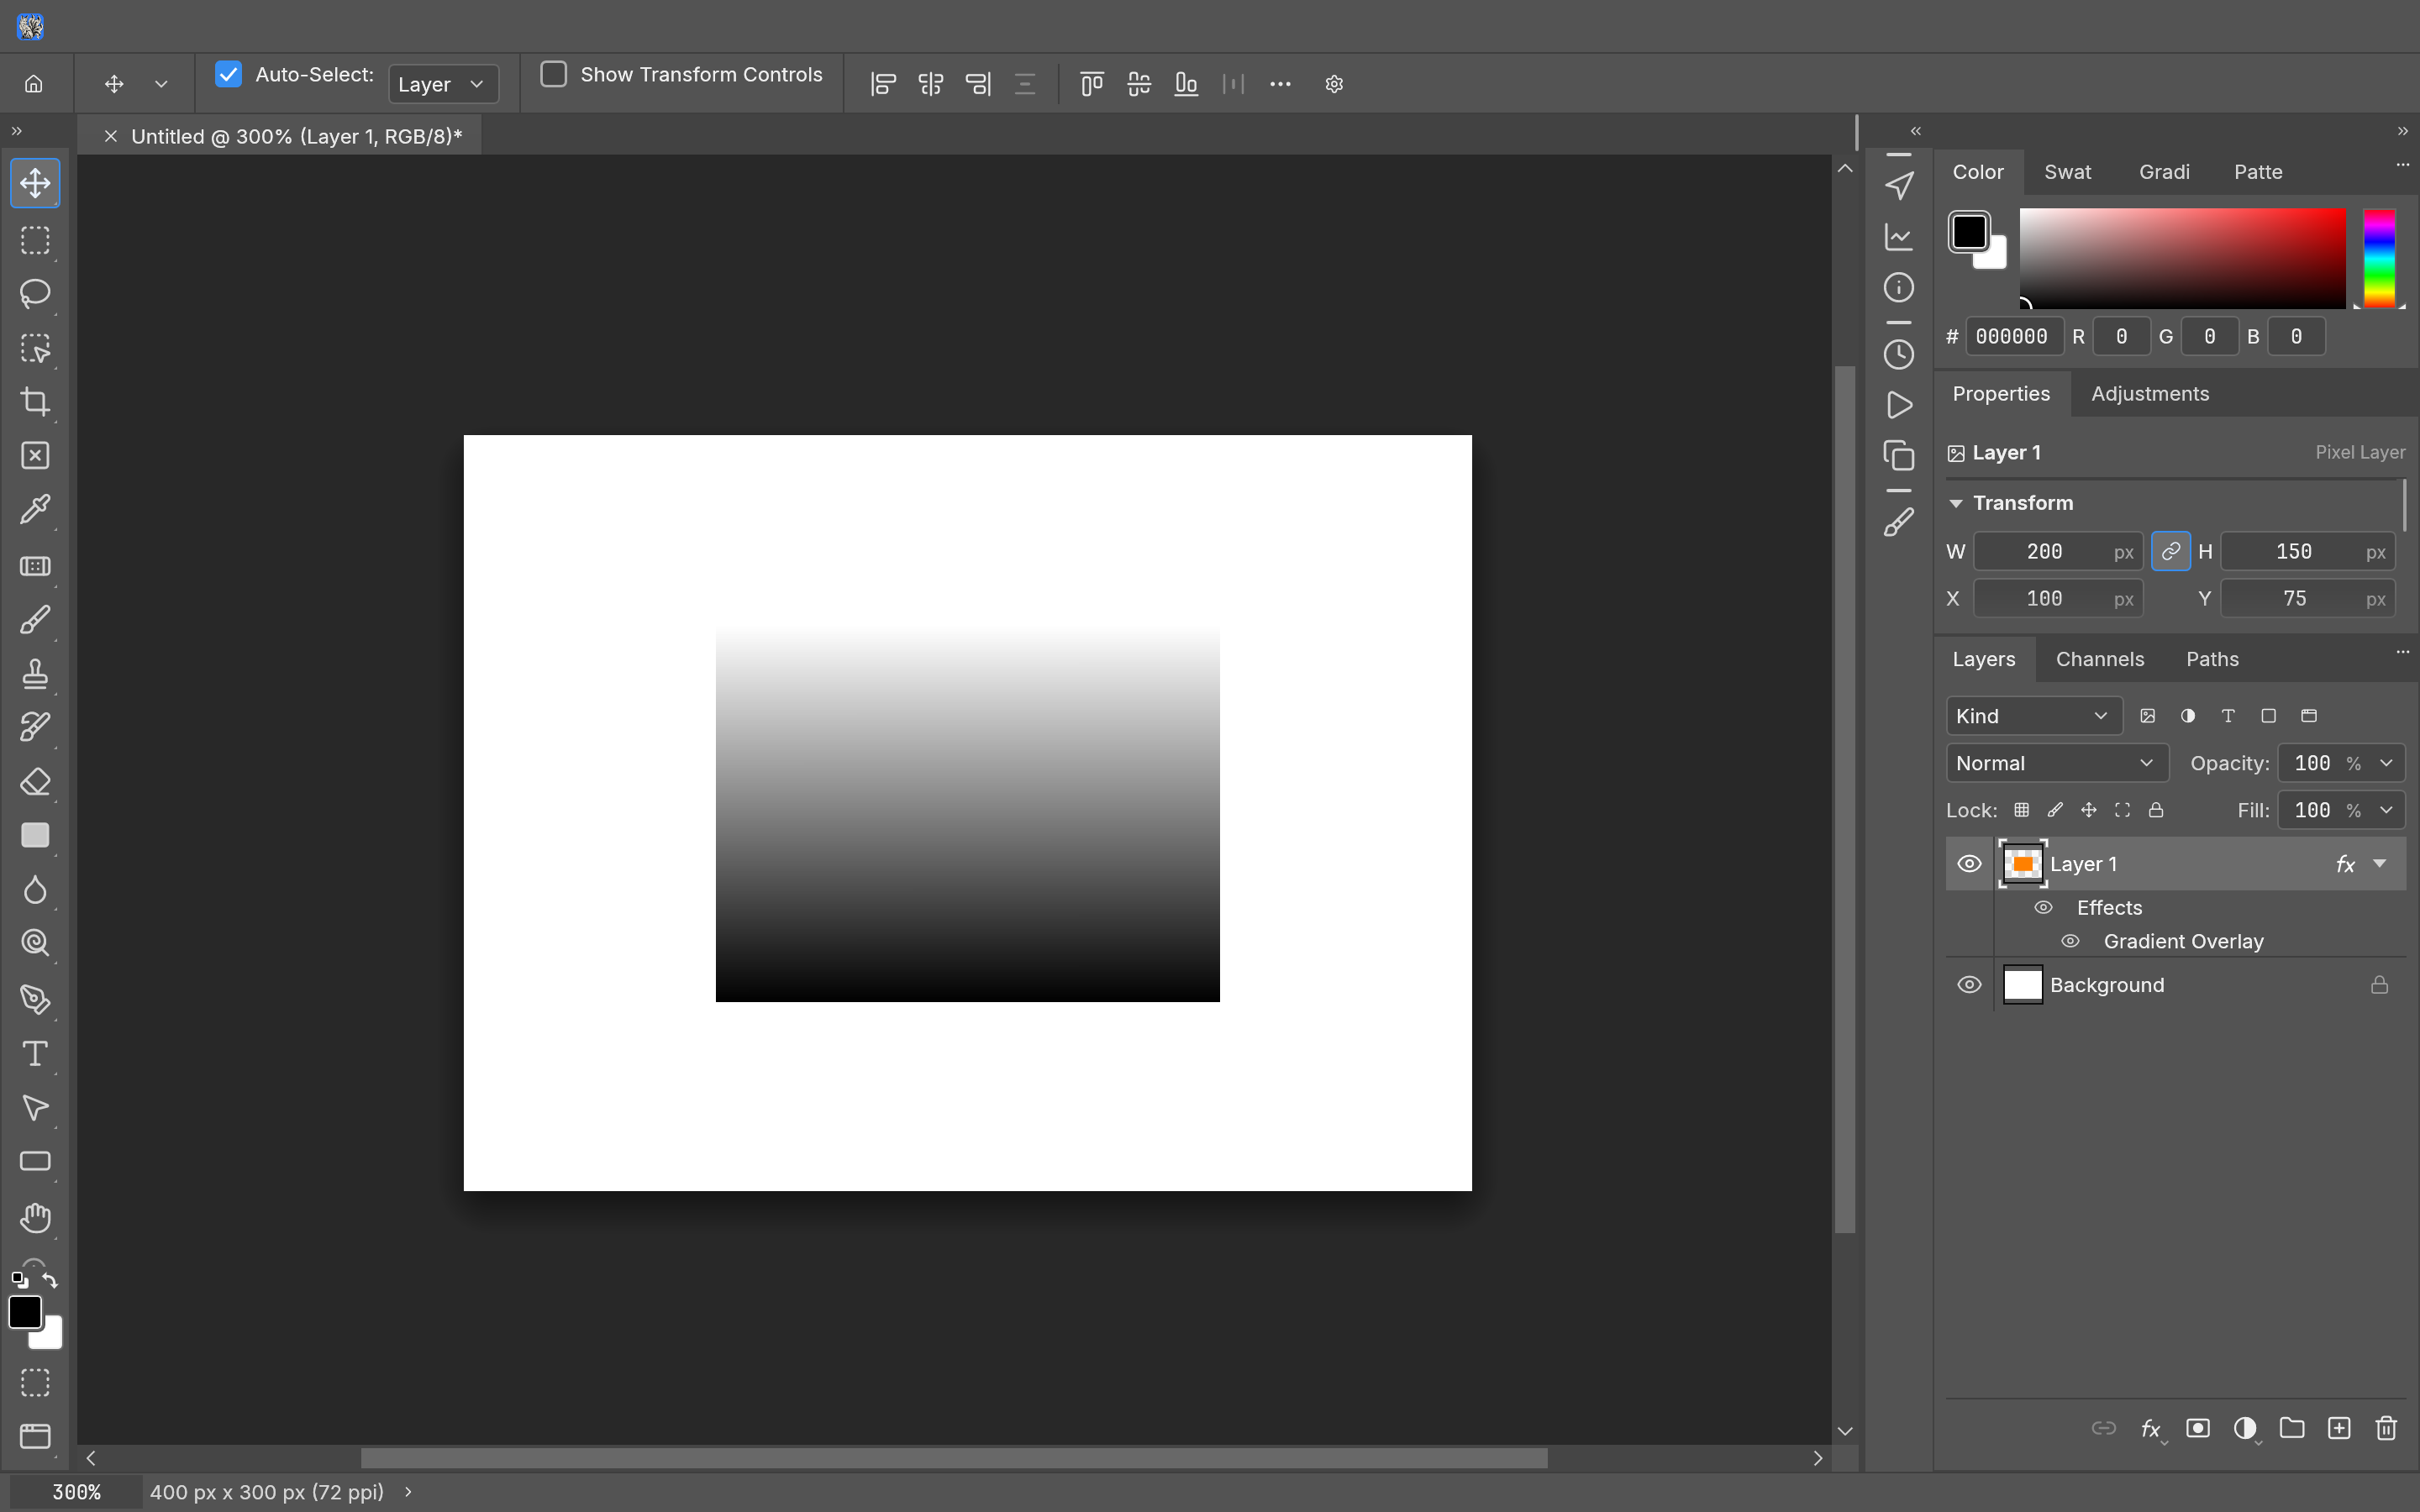 Auto-Select: Layer Show Transform Controls
Untitled @ 300% (Layer 1, RGB/8)*
Color Swat Gradi Patte
# 000000 R 0 G 0 B 0
Properties Adjustments
Layer 1 Pixel Layer
Transform
W 200 px H 150 px
X 100 px Y 75 px
Layers Channels Paths
Kind
Normal Opacity: 100 %
Lock: Fill: 100 %
Layer 1 fx
Effects
Gradient Overlay
Background
fx
300% 400 px x 300 px (72 ppi)